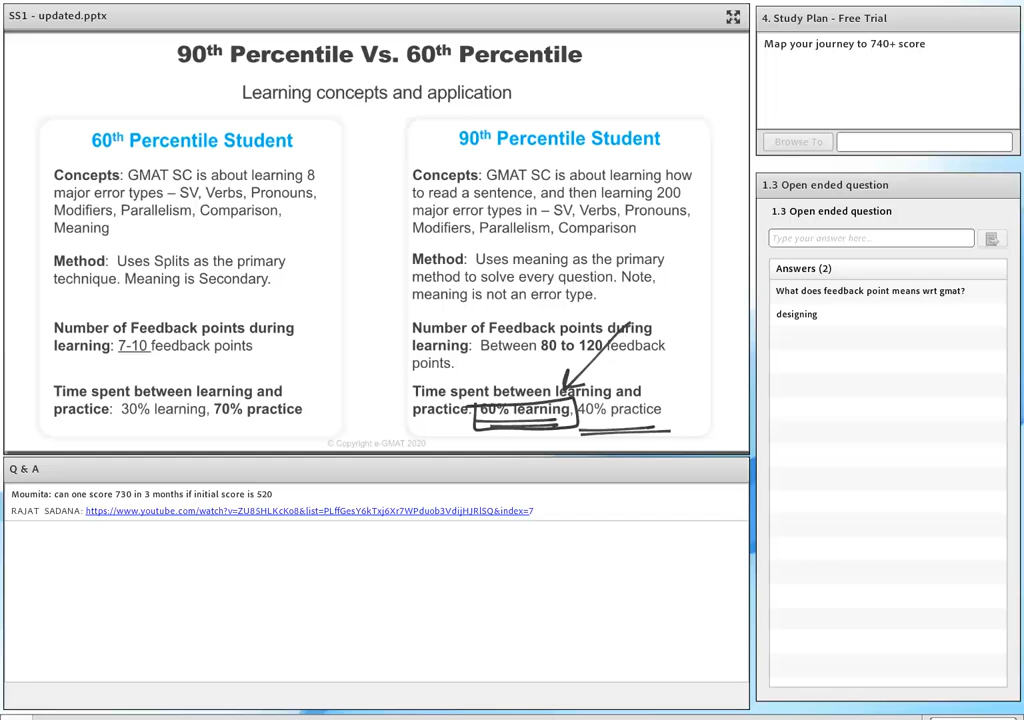 SS1 - updated.pptx
90th Percentile Vs. 60th Percentile
Learning concepts and application
60th Percentile Student
Concepts: GMAT SC is about learning 8
major error types – SV, Verbs, Pronouns,
Modifiers, Parallelism, Comparison,
Meaning
Method: Uses Splits as the primary
technique. Meaning is Secondary.
Number of Feedback points during
learning: 7-10 feedback points
Time spent between learning and
practice: 30% learning, 70% practice
90th Percentile Student
Concepts: GMAT SC is about learning how
to read a sentence, and then learning 200
major error types in – SV, Verbs, Pronouns,
Modifiers, Parallelism, Comparison
Method: Uses meaning as the primary
method to solve every question. Note,
meaning is not an error type.
Number of Feedback points during
learning: Between 80 to 120 feedback
points.
Time spent between learning and
practice: 60% learning, 40% practice
© Copyright e-GMAT 2020
Q & A
Moumita: can one score 730 in 3 months if initial score is 520
RAJAT SADANA: https://www.youtube.com/watch?v=ZU8SHLKcKo8&list=PLffGesY6kTxj6Xr7WPduob3VdijHJRlSQ&index=7
4. Study Plan - Free Trial
Map your journey to 740+ score
Browse To
1.3 Open ended question
1.3 Open ended question
Type your answer here...
Answers (2)
What does feedback point means wrt gmat?
designing